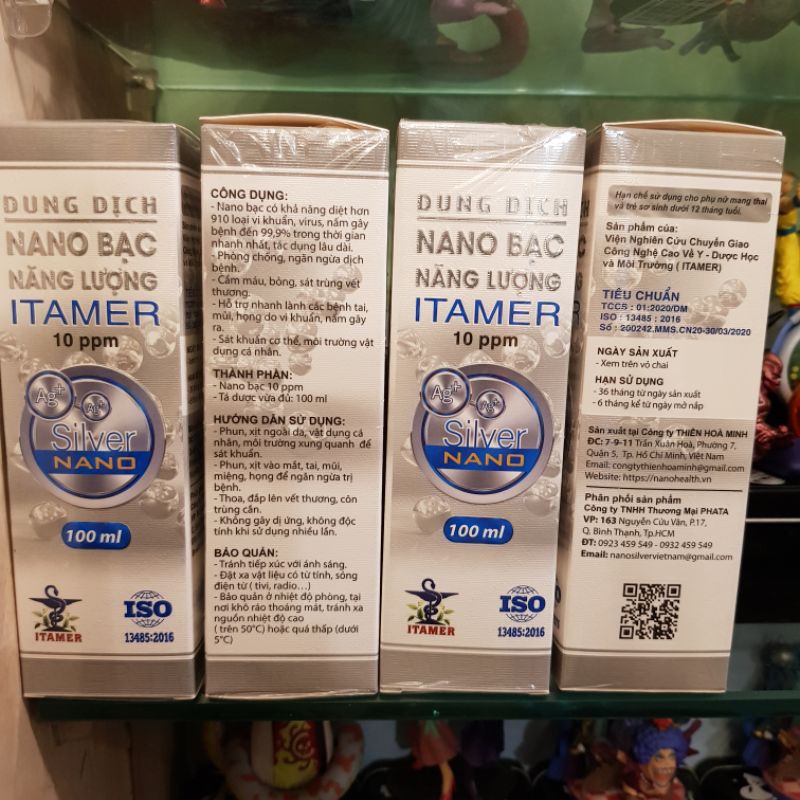 DUNG DỊCH
NANO BẠC
NĂNG LƯỢNG
ITAMER
10 ppm
Ag+
Ag+
Silver
NANO
100 ml
ITAMER
ISO
13485:2016
CÔNG DỤNG:
- Nano bạc có khả năng diệt hơn
910 loại vi khuẩn, virus, nấm gây
bệnh đến 99,9% trong thời gian
nhanh nhất, tác dụng lâu dài.
- Phòng chống, ngăn ngừa dịch
bệnh.
- Cầm máu, bỏng, sát trùng vết
thương.
- Hỗ trợ nhanh lành các bệnh tai,
mũi, họng do vi khuẩn, nấm gây
ra.
- Sát khuẩn cơ thể, môi trường vật
dụng cá nhân.
THÀNH PHẦN:
- Nano bạc 10 ppm
- Tá dược vừa đủ: 100 ml
HƯỚNG DẪN SỬ DỤNG:
- Phun, xịt ngoài da, vật dụng cá
nhân, môi trường xung quanh để
sát khuẩn.
- Phun, xịt vào mắt, tai, mũi,
miệng, họng để ngăn ngừa trị
bệnh.
- Thoa, đắp lên vết thương, côn
trùng cắn.
- Không gây dị ứng, không độc
tính khi sử dụng nhiều lần.
BẢO QUẢN:
- Tránh tiếp xúc với ánh sáng.
- Đặt xa vật liệu có từ tính, sóng
điện từ ( tivi, radio...)
- Bảo quản ở nhiệt độ phòng, tại
nơi khô ráo thoáng mát, tránh xa
nguồn nhiệt độ cao
( trên 50°C) hoặc quá thấp (dưới
5°C)
DUNG DỊCH
NANO BẠC
NĂNG LƯỢNG
ITAMER
10 ppm
Ag+
Ag+
Silver
NANO
100 ml
ITAMER
ISO
13485:2016
Hạn chế sử dụng cho phụ nữ mang thai
và trẻ sơ sinh dưới 12 tháng tuổi.
Sản phẩm của:
Viện Nghiên Cứu Chuyển Giao
Công Nghệ Cao Về Y - Dược Học
và Môi Trường ( ITAMER)
TIÊU CHUẨN
TCCS : 01:2020/DM
ISO : 13485 : 2016
Số : 200242.MMS.CN20-30/03/2020
NGÀY SẢN XUẤT
- Xem trên vỏ chai
HẠN SỬ DỤNG
- 36 tháng từ ngày sản xuất
- 6 tháng kể từ ngày mở nắp
Sản xuất tại Công ty THIÊN HOÀ MINH
ĐC: 7-9-11 Trần Xuân Hoà, Phường 7,
Quận 5, Tp. Hồ Chí Minh, Việt Nam
Email: congtythienhoaminh@gmail.com
Website: https://nanohealth.vn
Phân phối sản phẩm
Công ty TNHH Thương Mại PHATA
VP: 163 Nguyễn Cửu Vân, P.17,
Q. Bình Thạnh, Tp.HCM
ĐT: 0923 459 549 - 0932 459 549
Email: nanosilvervietnam@gmail.com